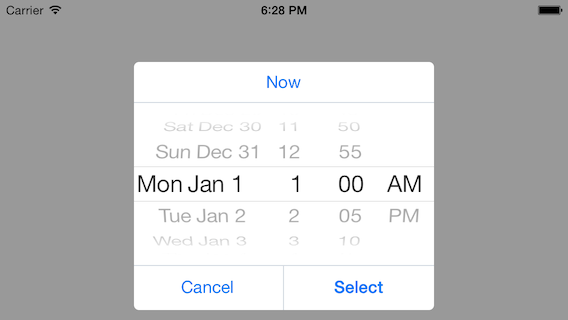 Carrier 6:28 PM
Now
Sat Dec 30 11 50
Sun Dec 31 12 55
Mon Jan 1 1 00 AM
Tue Jan 2 2 05 PM
Wed Jan 3 3 10
Cancel Select